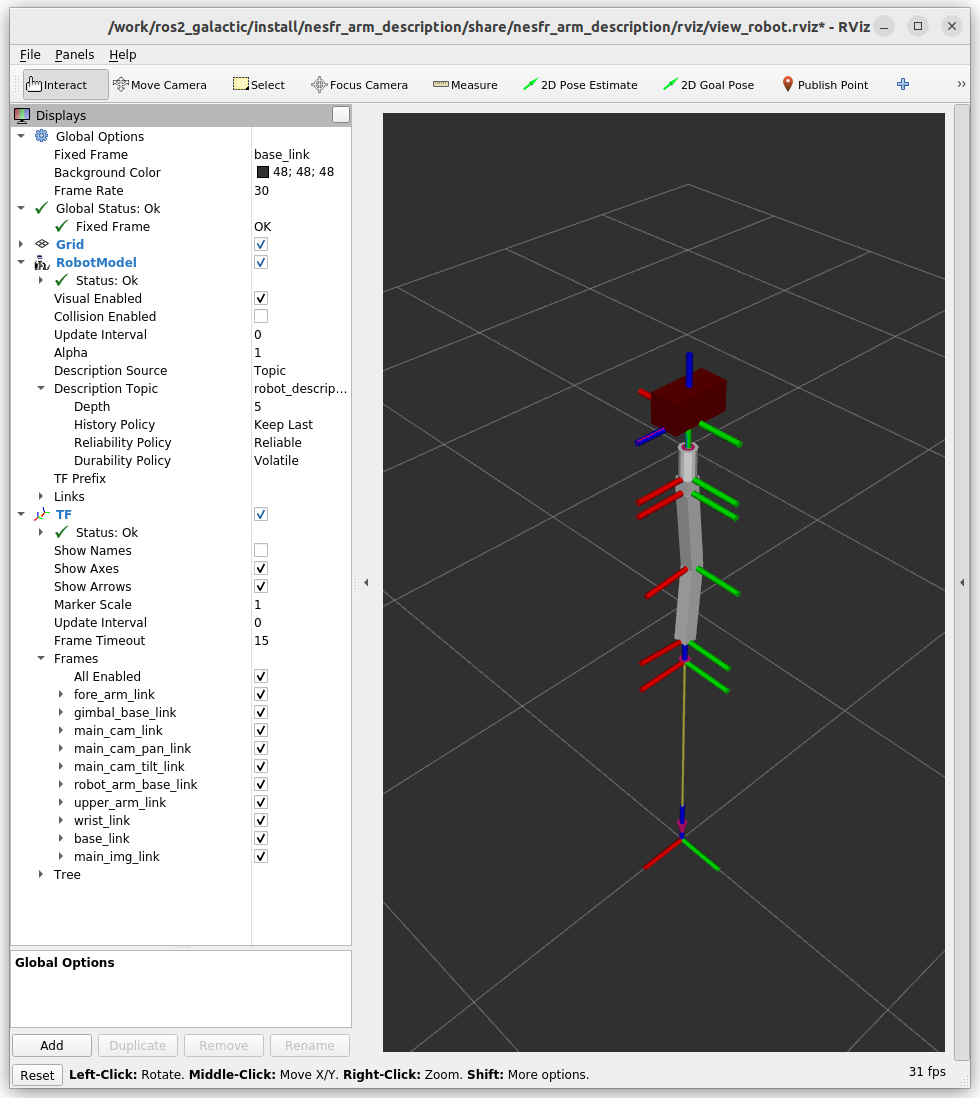 /work/ros2_galactic/install/nesfr_arm_description/share/nesfr_arm_description/rviz/view_robot.rviz* - RViz
File Panels Help
Interact Move Camera Select Focus Camera Measure 2D Pose Estimate 2D Goal Pose Publish Point »
Displays
Global Options
Fixed Frame base_link
Background Color 48; 48; 48
Frame Rate 30
Global Status: Ok
Fixed Frame OK
Grid
RobotModel
Status: Ok
Visual Enabled
Collision Enabled
Update Interval 0
Alpha 1
Description Source Topic
Description Topic robot_descrip...
Depth 5
History Policy Keep Last
Reliability Policy Reliable
Durability Policy Volatile
TF Prefix
Links
TF
Status: Ok
Show Names
Show Axes
Show Arrows
Marker Scale 1
Update Interval 0
Frame Timeout 15
Frames
All Enabled
fore_arm_link
gimbal_base_link
main_cam_link
main_cam_pan_link
main_cam_tilt_link
robot_arm_base_link
upper_arm_link
wrist_link
base_link
main_img_link
Tree
Global Options
Add Duplicate Remove Rename
Reset Left-Click: Rotate. Middle-Click: Move X/Y. Right-Click: Zoom. Shift: More options. 31 fps